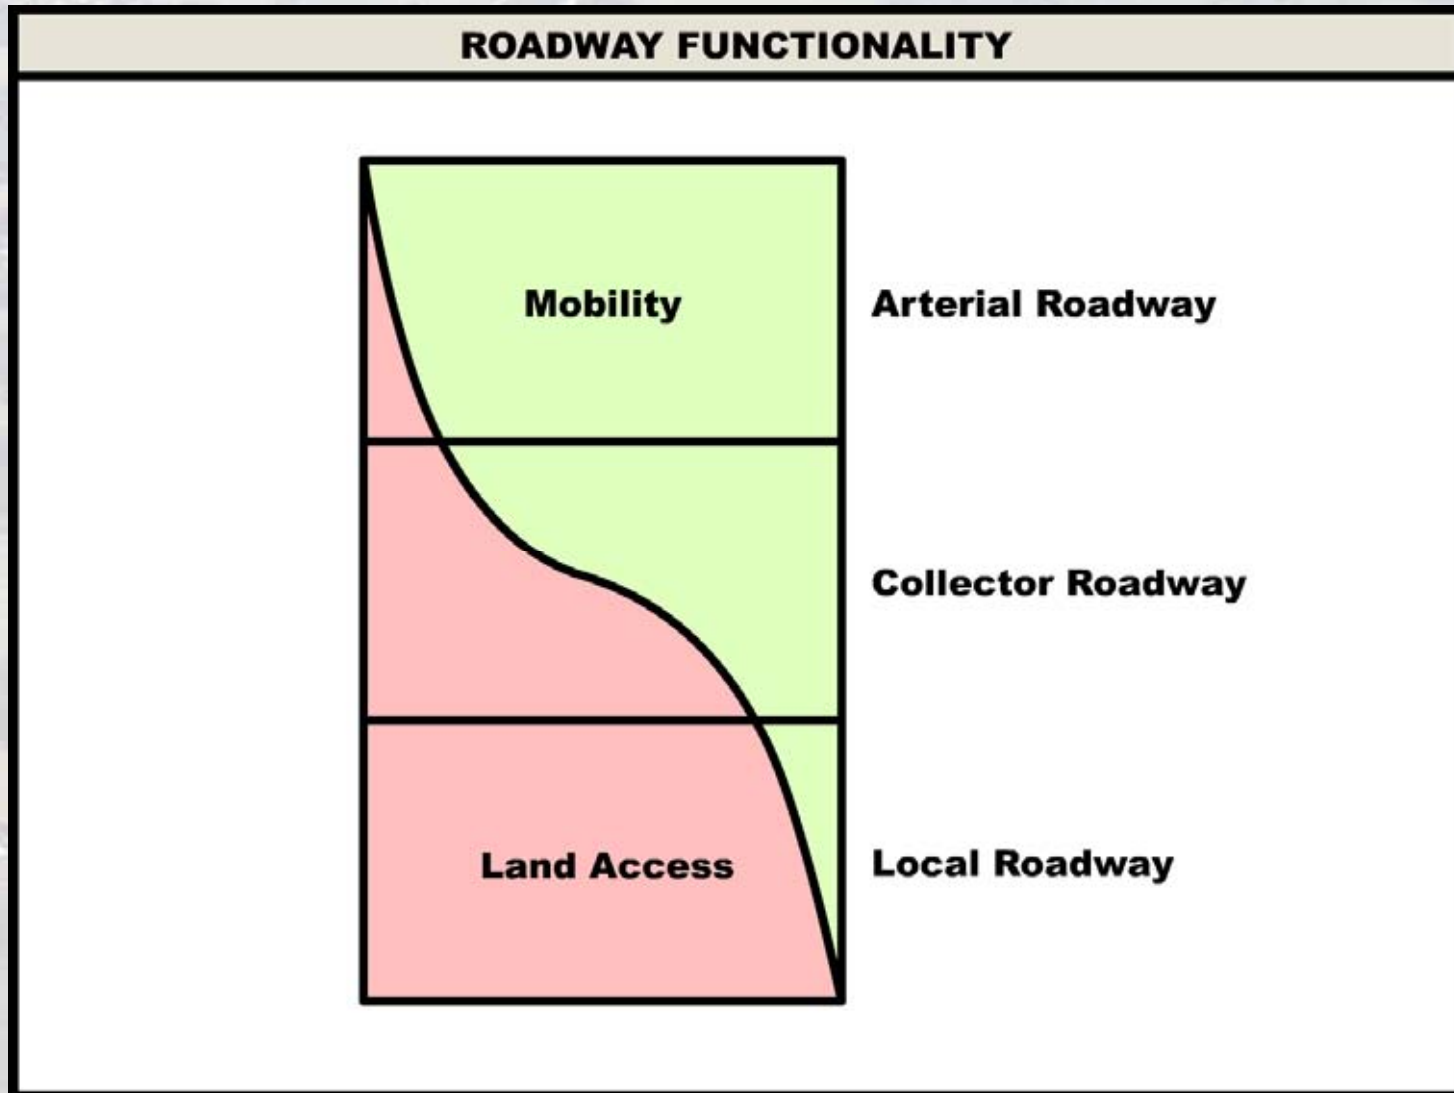 ROADWAY FUNCTIONALITY
Mobility
Arterial Roadway
Collector Roadway
Land Access
Local Roadway